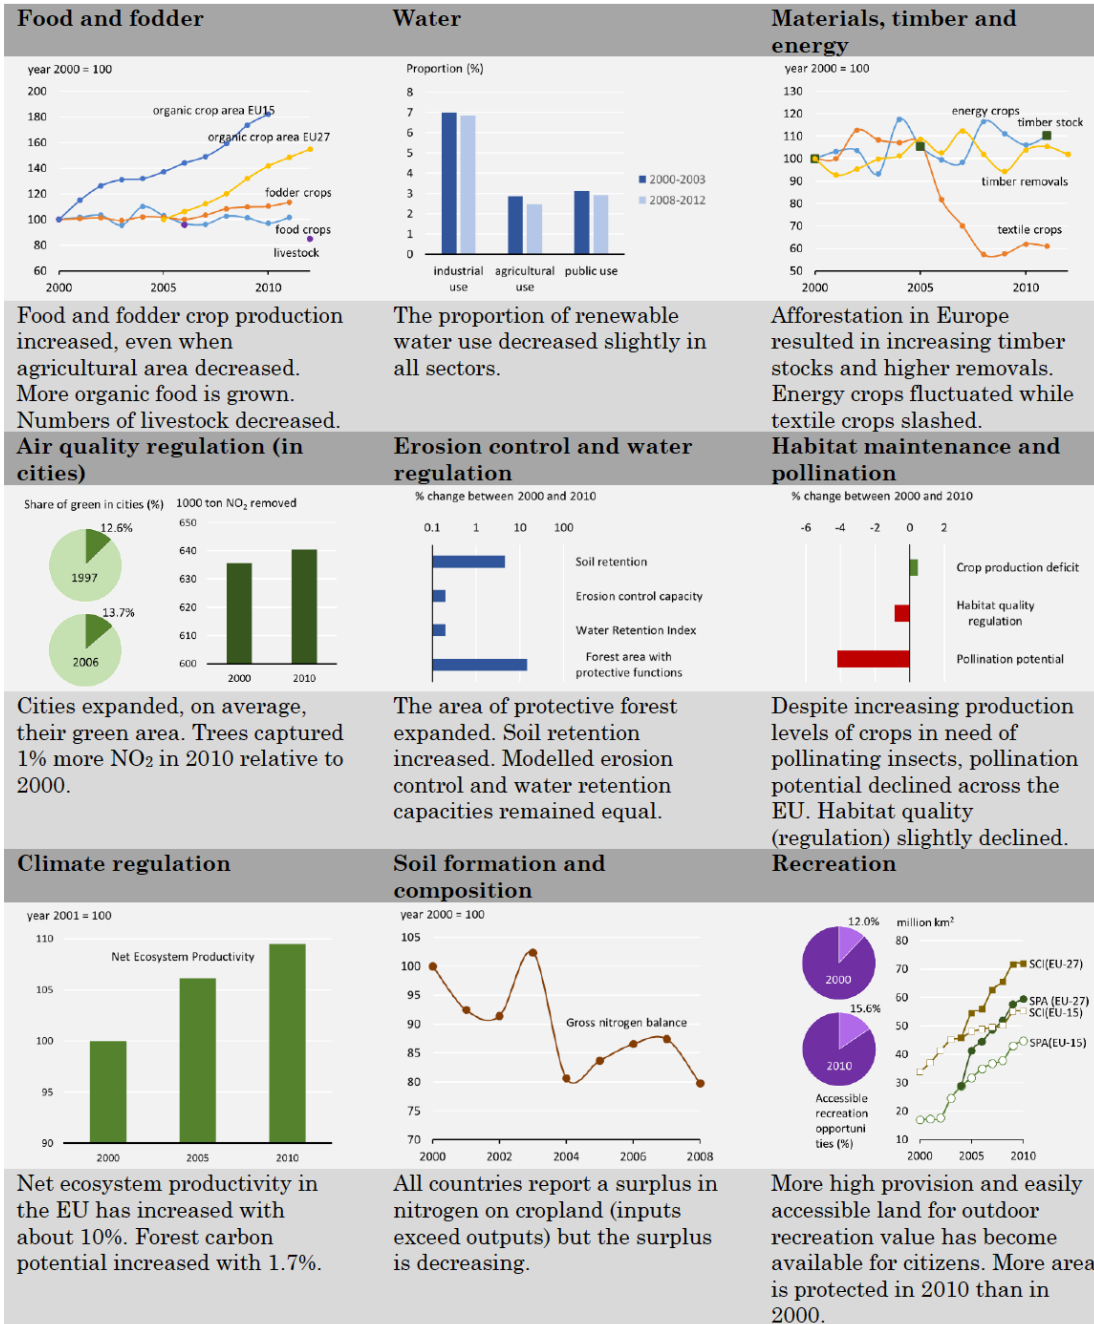 Food and fodder
year 2000 = 100
200
180
160
140
120
100
80
60
organic crop area EU15
organic crop area EU27
fodder crops
food crops
livestock
2000
2005
2010
Food and fodder crop production
increased, even when
agricultural area decreased.
More organic food is grown.
Numbers of livestock decreased.
Water
Proportion (%)
8
7
6
5
4
3
2
1
0
2000-2003
2008-2012
industrial
use
agricultural
use
public use
The proportion of renewable
water use decreased slightly in
all sectors.
Materials, timber and
energy
year 2000 = 100
130
120
110
100
90
80
70
60
50
energy crops
timber stock
timber removals
textile crops
2000
2005
2010
Afforestation in Europe
resulted in increasing timber
stocks and higher removals.
Energy crops fluctuated while
textile crops slashed.
Air quality regulation (in
cities)
Share of green in cities (%)
12.6%
1997
13.7%
2006
1000 ton NO₂ removed
650
640
630
620
610
600
2000
2010
Cities expanded, on average,
their green area. Trees captured
1% more NO₂ in 2010 relative to
2000.
Erosion control and water
regulation
% change between 2000 and 2010
0.1
1
10
100
Soil retention
Erosion control capacity
Water Retention Index
Forest area with
protective functions
The area of protective forest
expanded. Soil retention
increased. Modelled erosion
control and water retention
capacities remained equal.
Habitat maintenance and
pollination
% change between 2000 and 2010
-6
-4
-2
0
2
Crop production deficit
Habitat quality
regulation
Pollination potential
Despite increasing production
levels of crops in need of
pollinating insects, pollination
potential declined across the
EU. Habitat quality
(regulation) slightly declined.
Climate regulation
year 2001 = 100
110
105
100
95
90
Net Ecosystem Productivity
2000
2005
2010
Net ecosystem productivity in
the EU has increased with
about 10%. Forest carbon
potential increased with 1.7%.
Soil formation and
composition
year 2000 = 100
105
100
95
90
85
80
75
70
Gross nitrogen balance
2000
2002
2004
2006
2008
All countries report a surplus in
nitrogen on cropland (inputs
exceed outputs) but the surplus
is decreasing.
Recreation
12.0%
2000
15.6%
2010
Accessible
recreation
opportuni
ties (%)
million km²
80
70
60
50
40
30
20
10
SCI(EU-27)
SPA (EU-27)
SCI(EU-15)
SPA(EU-15)
2000
2005
2010
More high provision and easily
accessible land for outdoor
recreation value has become
available for citizens. More area
is protected in 2010 than in
2000.